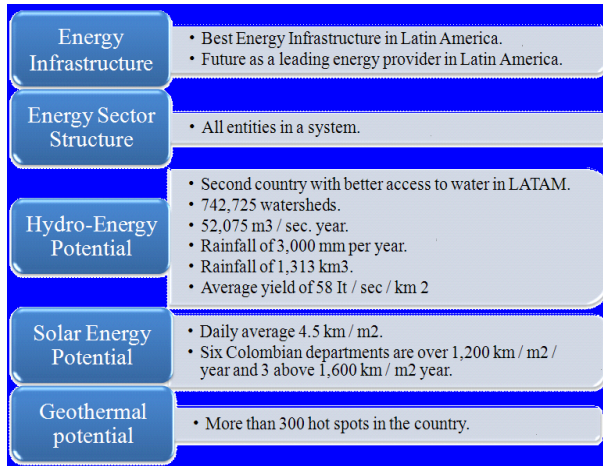 Energy
Infrastructure
• Best Energy Infrastructure in Latin America.
• Future as a leading energy provider in Latin America.
Energy Sector
Structure
• All entities in a system.
Hydro-Energy
Potential
• Second country with better access to water in LATAM.
• 742,725 watersheds.
• 52,075 m3 / sec. year.
• Rainfall of 3,000 mm per year.
• Rainfall of 1,313 km3.
• Average yield of 58 It / sec / km 2
Solar Energy
Potential
• Daily average 4.5 km / m2.
• Six Colombian departments are over 1,200 km / m2 /
year and 3 above 1,600 km / m2 year.
Geothermal
potential
• More than 300 hot spots in the country.